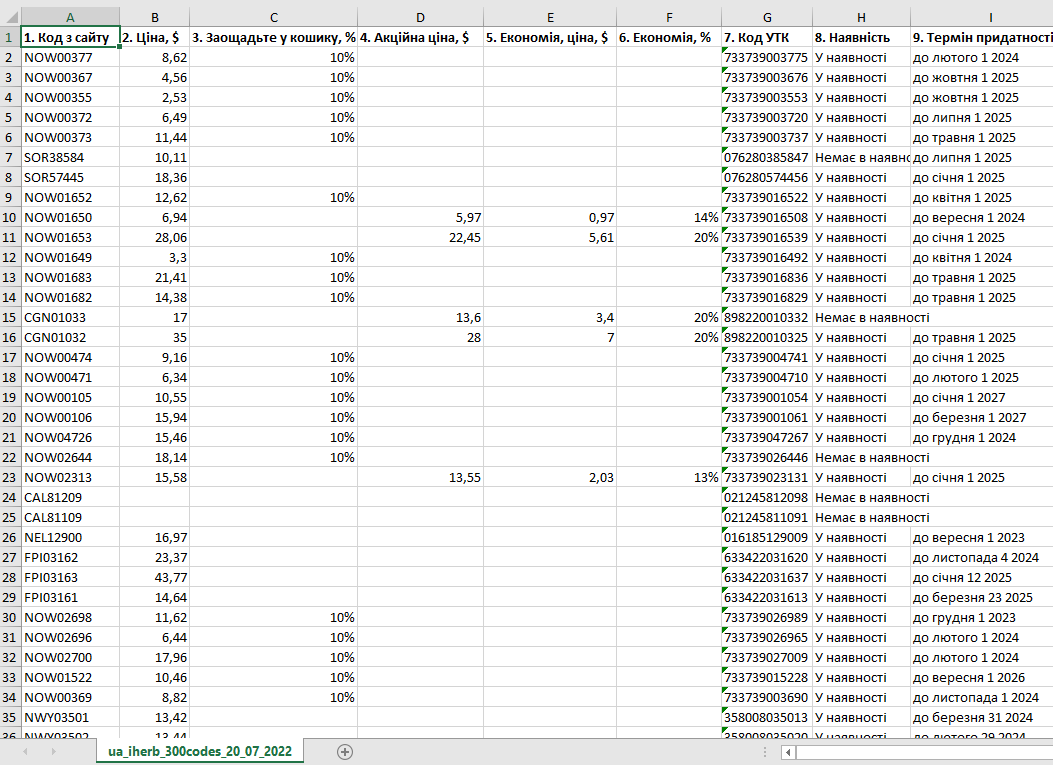 A B C D E F G H I
1 1. Код з сайту 2. Ціна, $ 3. Заощадьте у кошику, % 4. Акційна ціна, $ 5. Економія, ціна, $ 6. Економія, % 7. Код УТК 8. Наявність 9. Термін придатності
2 NOW00377 8,62 10% 733739003775 У наявності до лютого 1 2024
3 NOW00367 4,56 10% 733739003676 У наявності до жовтня 1 2025
4 NOW00355 2,53 10% 733739003553 У наявності до жовтня 1 2025
5 NOW00372 6,49 10% 733739003720 У наявності до липня 1 2025
6 NOW00373 11,44 10% 733739003737 У наявності до травня 1 2025
7 SOR38584 10,11 076280385847 Немає в наявно до липня 1 2025
8 SOR57445 18,36 076280574456 У наявності до січня 1 2025
9 NOW01652 12,62 10% 733739016522 У наявності до квітня 1 2025
10 NOW01650 6,94 5,97 0,97 14% 733739016508 У наявності до вересня 1 2024
11 NOW01653 28,06 22,45 5,61 20% 733739016539 У наявності до січня 1 2025
12 NOW01649 3,3 10% 733739016492 У наявності до квітня 1 2024
13 NOW01683 21,41 10% 733739016836 У наявності до травня 1 2025
14 NOW01682 14,38 10% 733739016829 У наявності до травня 1 2025
15 CGN01033 17 13,6 3,4 20% 898220010332 Немає в наявності
16 CGN01032 35 28 7 20% 898220010325 У наявності до травня 1 2025
17 NOW00474 9,16 10% 733739004741 У наявності до січня 1 2025
18 NOW00471 6,34 10% 733739004710 У наявності до лютого 1 2025
19 NOW00105 10,55 10% 733739001054 У наявності до січня 1 2027
20 NOW00106 15,94 10% 733739001061 У наявності до березня 1 2027
21 NOW04726 15,46 10% 733739047267 У наявності до грудня 1 2024
22 NOW02644 18,14 10% 733739026446 Немає в наявності
23 NOW02313 15,58 13,55 2,03 13% 733739023131 У наявності до січня 1 2025
24 CAL81209 021245812098 Немає в наявності
25 CAL81109 021245811091 Немає в наявності
26 NEL12900 16,97 016185129009 У наявності до вересня 1 2023
27 FPI03162 23,37 633422031620 У наявності до листопада 4 2024
28 FPI03163 43,77 633422031637 У наявності до січня 12 2025
29 FPI03161 14,64 633422031613 У наявності до березня 23 2025
30 NOW02698 11,62 10% 733739026989 У наявності до грудня 1 2023
31 NOW02696 6,44 10% 733739026965 У наявності до лютого 1 2024
32 NOW02700 17,96 10% 733739027009 У наявності до лютого 1 2024
33 NOW01522 10,46 10% 733739015228 У наявності до вересня 1 2026
34 NOW00369 8,82 10% 733739003690 У наявності до листопада 1 2024
35 NWY03501 13,42 358008035013 У наявності до березня 31 2024
36 NWY03502 13,44 358008035020 У наявності до лютого 29 2024
ua_iherb_300codes_20_07_2022